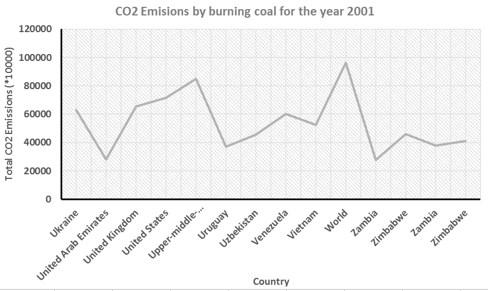 CO2 Emisions by burning coal for the year 2001
Total CO2 Emissions (*10000)
120000
100000
80000
60000
40000
20000
0
Ukraine
United Arab Emirates
United Kingdom
United States
Upper-middle-...
Uruguay
Uzbekistan
Venezuela
Vietnam
World
Zambia
Zimbabwe
Zambia
Zimbabwe
Country